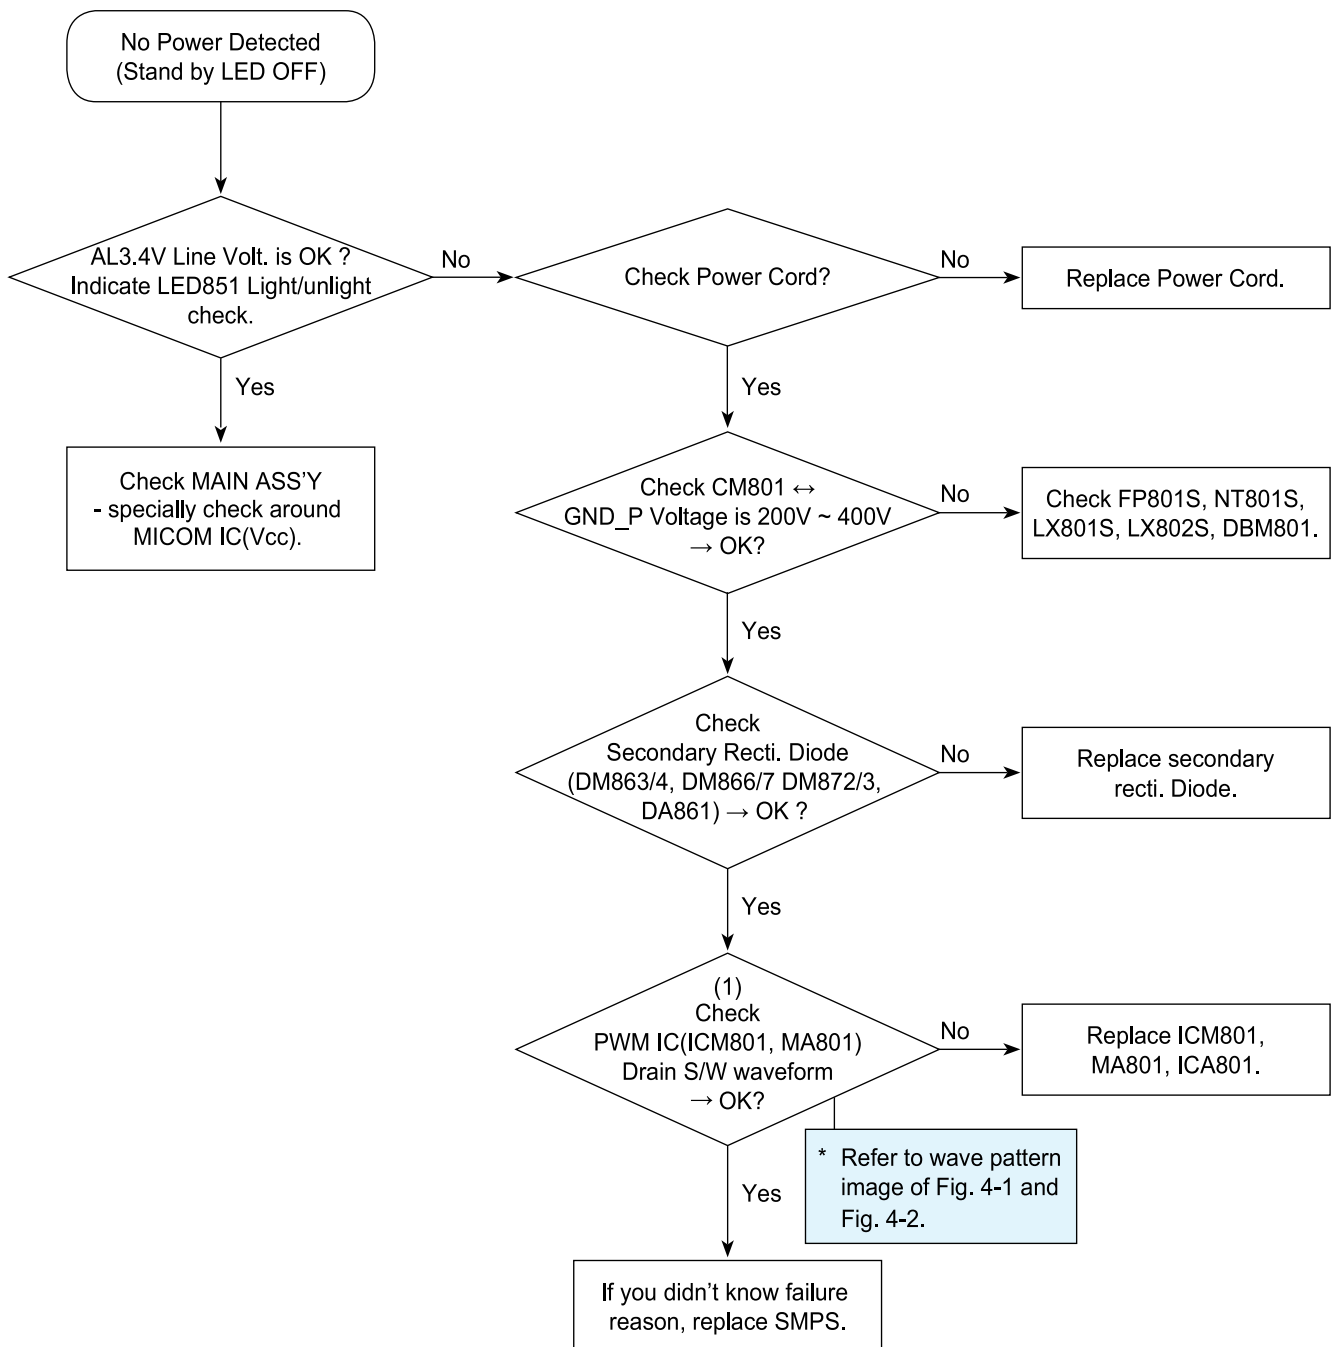 No Power Detected
(Stand by LED OFF)
AL3.4V Line Volt. is OK ?
Indicate LED851 Light/unlight
check.
No
Check Power Cord?
No
Replace Power Cord.
Yes
Yes
Check MAIN ASS’Y
- specially check around
MICOM IC(Vcc).
Check CM801 ↔
GND_P Voltage is 200V ~ 400V
→ OK?
No
Check FP801S, NT801S,
LX801S, LX802S, DBM801.
Yes
Check
Secondary Recti. Diode
(DM863/4, DM866/7 DM872/3,
DA861) → OK ?
No
Replace secondary
recti. Diode.
Yes
(1)
Check
PWM IC(ICM801, MA801)
Drain S/W waveform
→ OK?
No
Replace ICM801,
MA801, ICA801.
* Refer to wave pattern
image of Fig. 4-1 and
Fig. 4-2.
Yes
If you didn’t know failure
reason, replace SMPS.